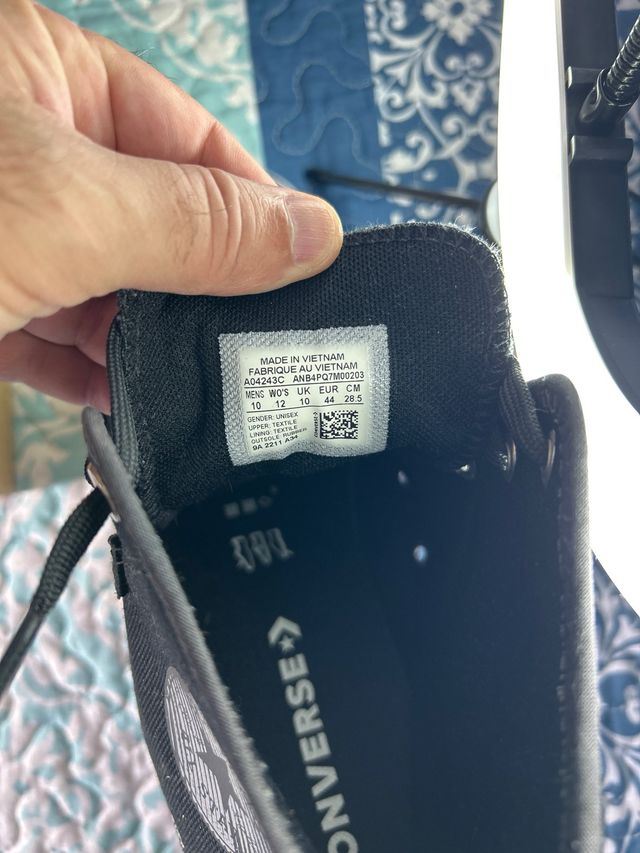 MADE IN VIETNAM
FABRIQUE AU VIETNAM
A04243C ANB4PQ7M00203
MENS WO'S UK EUR CM
10 12 10 44 28.5
GENDER: UNISEX
UPPER: TEXTILE
LINING: TEXTILE
OUTSOLE: RUBBER
9A 2211 A34
ONVERSE